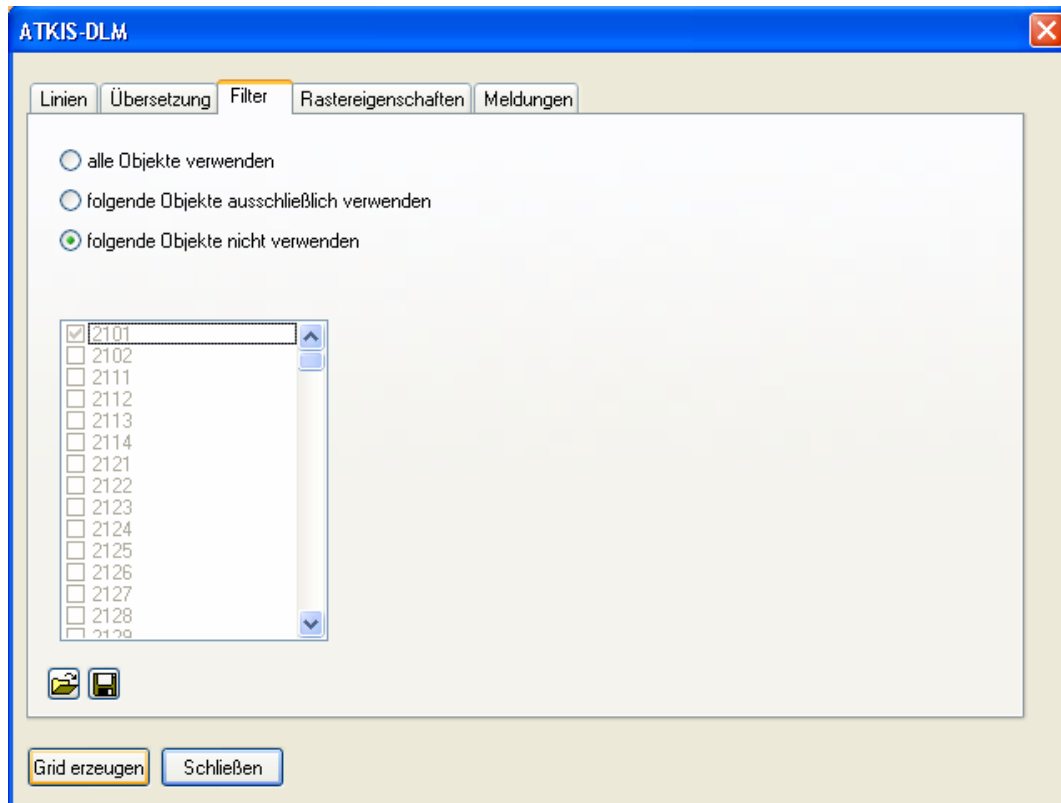 ATKIS-DLM
Linien Übersetzung Filter Rastereigenschaften Meldungen
alle Objekte verwenden
folgende Objekte ausschließlich verwenden
folgende Objekte nicht verwenden
2101
2102
2111
2112
2113
2114
2121
2122
2123
2124
2125
2126
2127
2128
2129
Grid erzeugen Schließen